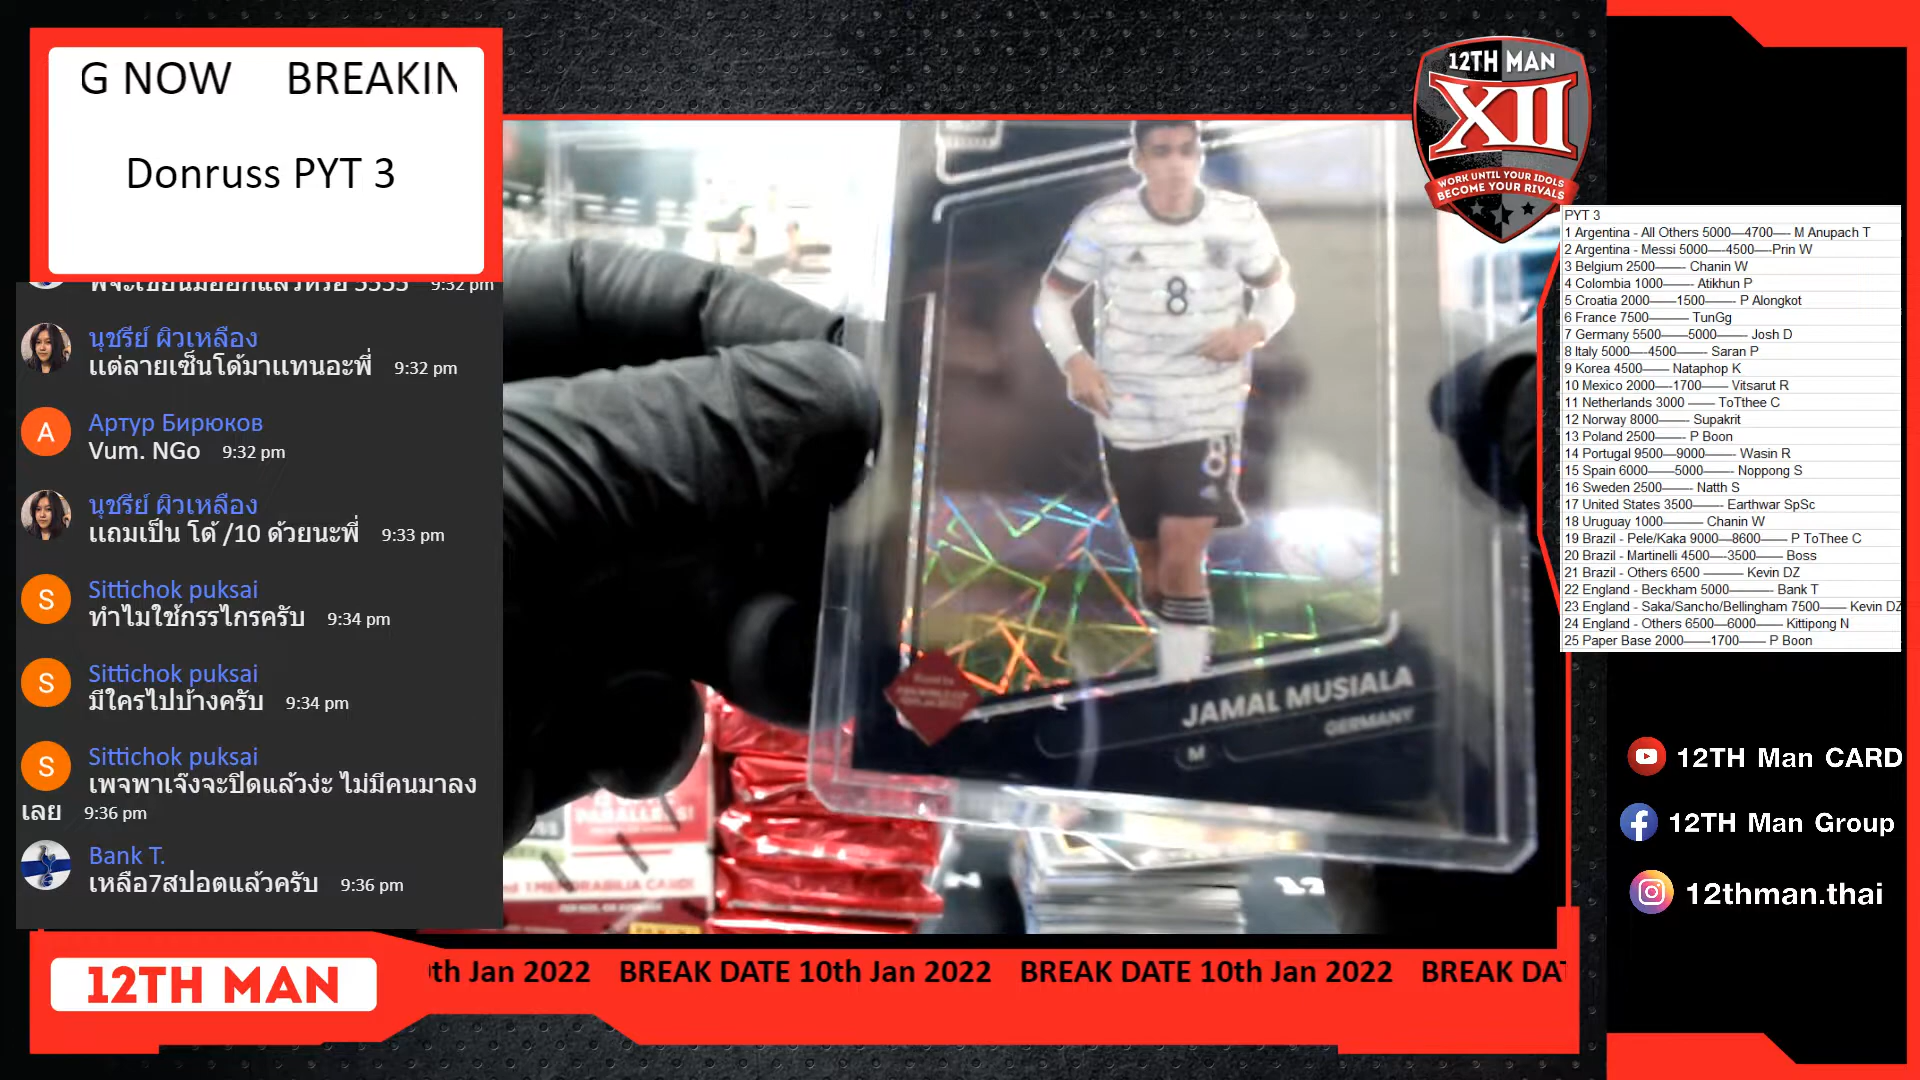 G NOW BREAKIN
Donruss PYT 3
9:32 pm
นุชรีย์ ผิวเหลือง
แต่ลายเซ็นโด้มาแทนอะพี่ 9:32 pm
A
Артур Бирюков
Vum. NGo 9:32 pm
นุชรีย์ ผิวเหลือง
แถมเป็น โด้ /10 ด้วยนะพี่ 9:33 pm
S
Sittichok puksai
ทำไมใช้กรรไกรครับ 9:34 pm
S
Sittichok puksai
มีใครไปบ้างครับ 9:34 pm
S
Sittichok puksai
เพจพาเจ๊งจะปิดแล้วง่ะ ไม่มีคนมาลง
เลย 9:36 pm
Bank T.
เหลือ7สปอตแล้วครับ 9:36 pm
12TH MAN
th Jan 2022 BREAK DATE 10th Jan 2022 BREAK DATE 10th Jan 2022 BREAK DAT
8
8
JAMAL MUSIALA
GERMANY
M
PARALLELS!
1 MEMORABILIA CARD!
12TH MAN
XII
WORK UNTIL YOUR IDOLS
BECOME YOUR RIVALS
PYT 3
1 Argentina - All Others 5000—4700—- M Anupach T
2 Argentina - Messi 5000—-4500—-Prin W
3 Belgium 2500——- Chanin W
4 Colombia 1000——- Atikhun P
5 Croatia 2000——1500——- P Alongkot
6 France 7500——— TunGg
7 Germany 5500——5000—— Josh D
8 Italy 5000—-4500——- Saran P
9 Korea 4500—— Nataphop K
10 Mexico 2000—-1700—— Vitsarut R
11 Netherlands 3000 —— ToTthee C
12 Norway 8000——- Supakrit
13 Poland 2500——- P Boon
14 Portugal 9500—9000——- Wasin R
15 Spain 6000——5000——- Noppong S
16 Sweden 2500——- Natth S
17 United States 3500——- Earthwar SpSc
18 Uruguay 1000——— Chanin W
19 Brazil - Pele/Kaka 9000—8600—— P ToThee C
20 Brazil - Martinelli 4500—-3500—— Boss
21 Brazil - Others 6500 ——— Kevin DZ
22 England - Beckham 5000———- Bank T
23 England - Saka/Sancho/Bellingham 7500—— Kevin DZ
24 England - Others 6500—6000—— Kittipong N
25 Paper Base 2000——1700—— P Boon
12TH Man CARD
12TH Man Group
12thman.thai